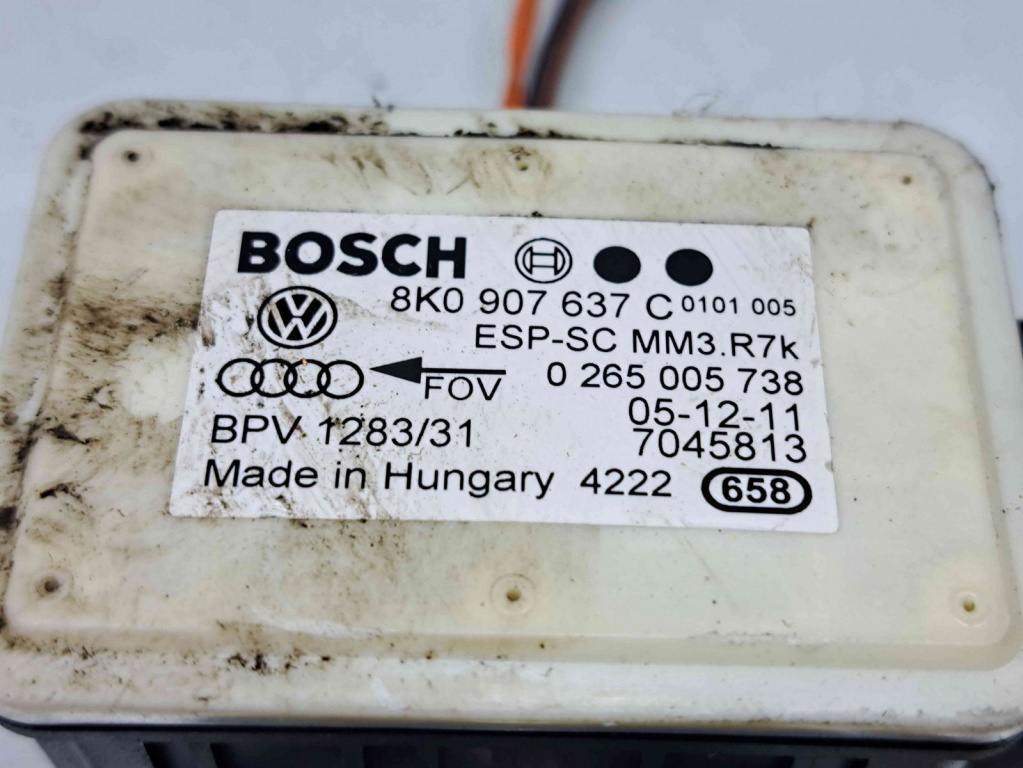 BOSCH
8K0 907 637 C 0101 005
ESP-SC MM3.R7k
FOV 0 265 005 738
05-12-11
BPV 1283/31 7045813
Made in Hungary 4222 658